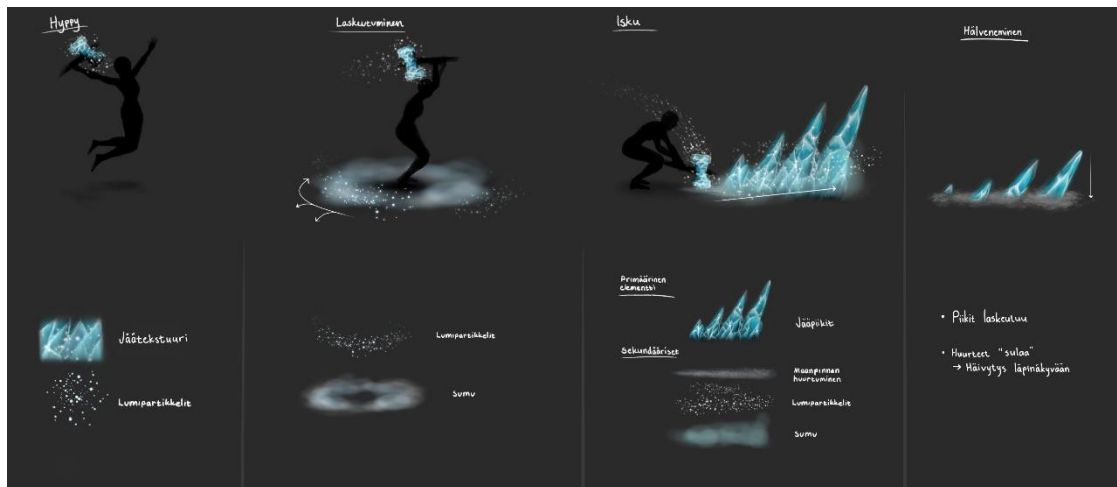 Hyppy
Jäätekstuuri
Lumipartikkelit
Laskeutuminen
Lumipartikkelit
Sumu
Isku
Primäärinen
elementti
Jääpiikit
Sekundääriset
Maanpinnan
huurtuminen
Lumipartikkelit
Sumu
Hälveneminen
• Piikit laskeutuu
• Huurteet "sulaa"
→ Häivytys läpinäkyvään